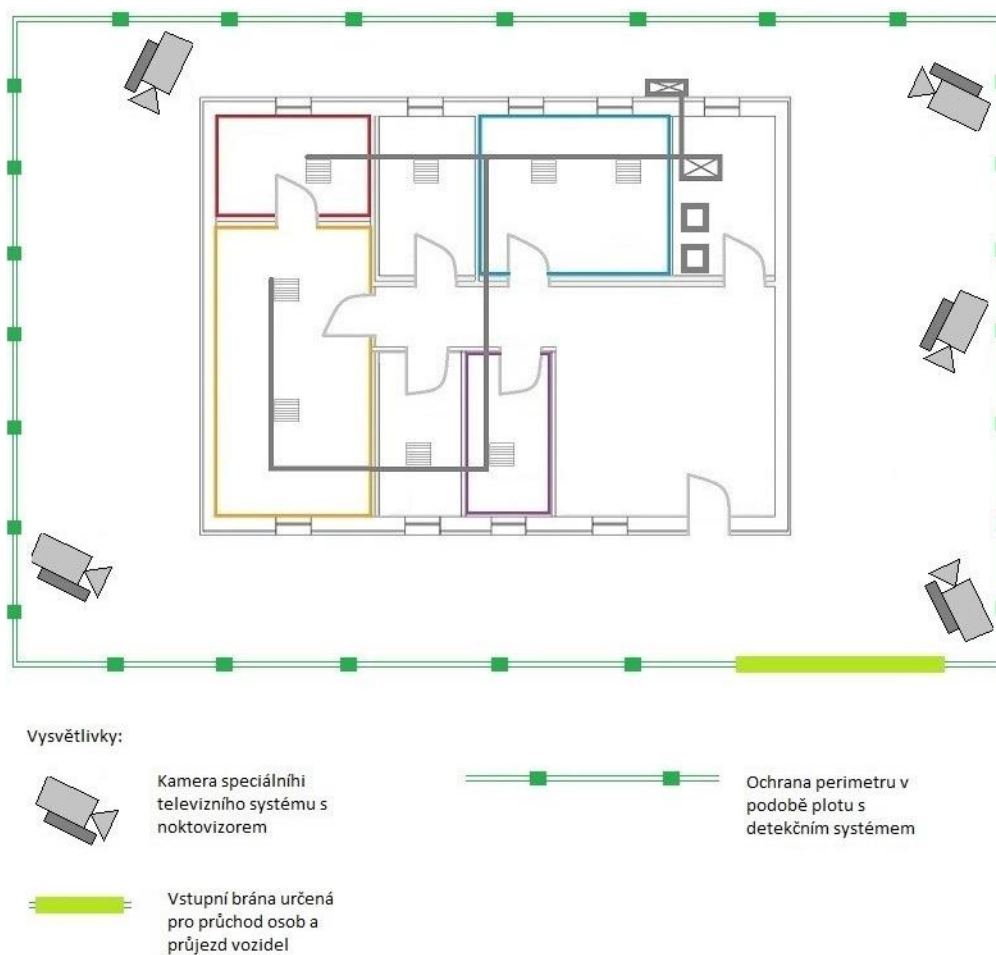 Vysvětlivky:
Kamera speciálníhi
televizního systému s
noktovizorem
Ochrana perimetru v
podobě plotu s
detekčním systémem
Vstupní brána určená
pro průchod osob a
průjezd vozidel